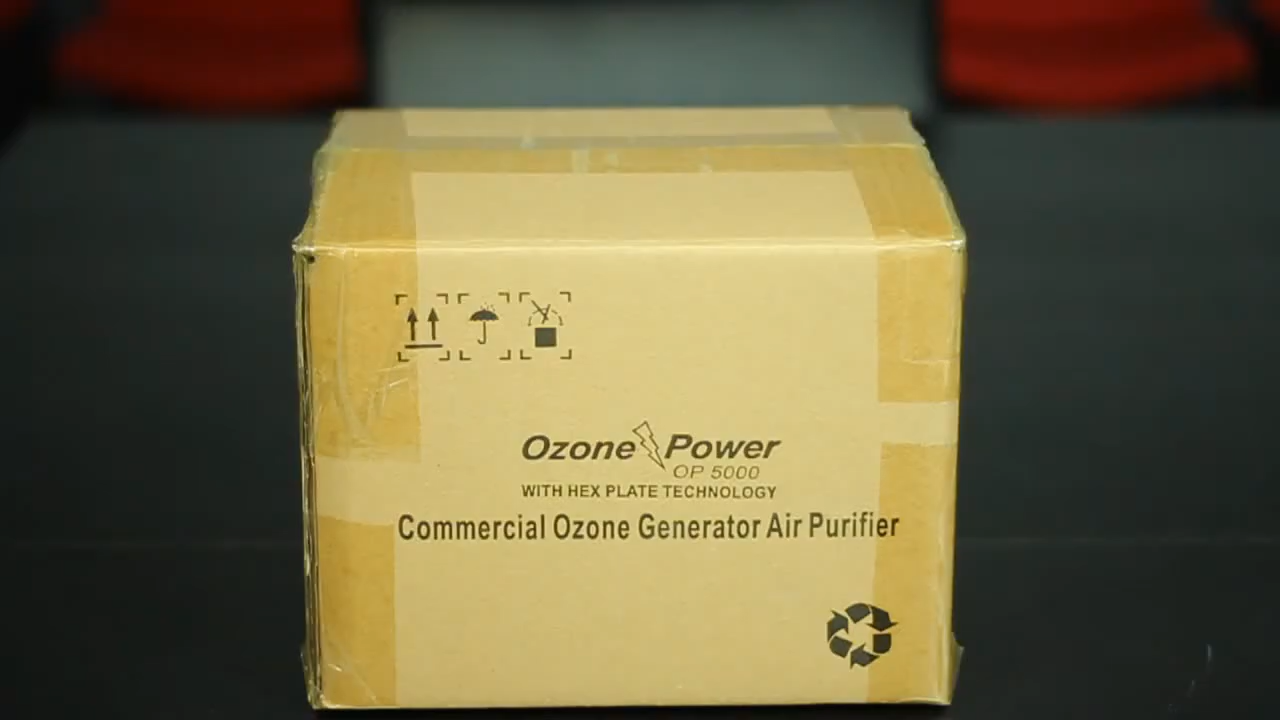 Ozone Power
OP 5000
WITH HEX PLATE TECHNOLOGY
Commercial Ozone Generator Air Purifier